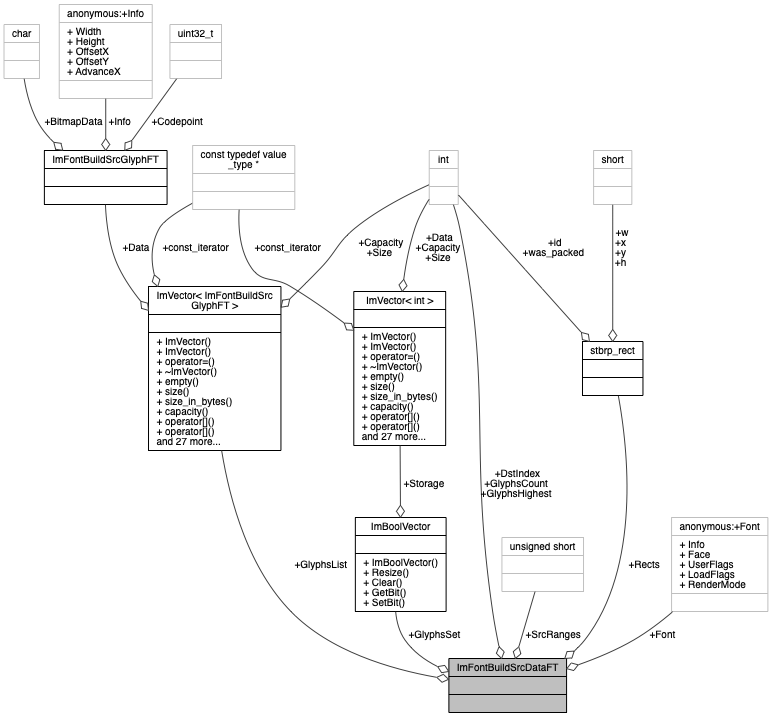 char
anonymous:+Info
+ Width
+ Height
+ OffsetX
+ OffsetY
+ AdvanceX
uint32_t
+BitmapData
+Info
+Codepoint
ImFontBuildSrcGlyphFT
const typedef value
_type *
int
short
+Data
+const_iterator
+const_iterator
+Capacity
+Size
+Data
+Capacity
+Size
+id
+was_packed
+w
+x
+y
+h
ImVector< ImFontBuildSrc
GlyphFT >
+ ImVector()
+ ImVector()
+ operator=()
+ ~ImVector()
+ empty()
+ size()
+ size_in_bytes()
+ capacity()
+ operator[]()
+ operator[]()
and 27 more...
ImVector< int >
+ ImVector()
+ ImVector()
+ operator=()
+ ~ImVector()
+ empty()
+ size()
+ size_in_bytes()
+ capacity()
+ operator[]()
+ operator[]()
and 27 more...
stbrp_rect
+Storage
+DstIndex
+GlyphsCount
+GlyphsHighest
ImBoolVector
+ ImBoolVector()
+ Resize()
+ Clear()
+ GetBit()
+ SetBit()
unsigned short
anonymous:+Font
+ Info
+ Face
+ UserFlags
+ LoadFlags
+ RenderMode
+GlyphsList
+Rects
+GlyphsSet
+SrcRanges
+Font
ImFontBuildSrcDataFT